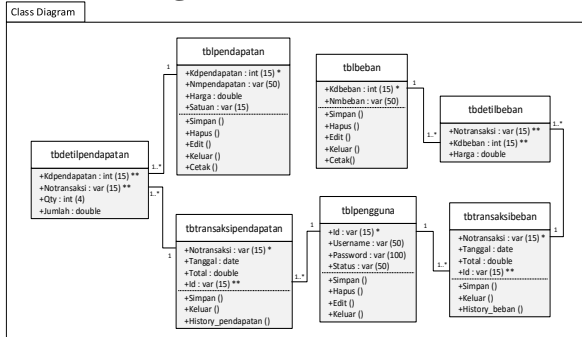 Class Diagram
tblpendapatan
+Kdpendapatan : int (15) *
+Nmpendapatan : var (50)
+Harga : double
+Satuan : var (15)
+Simpan ()
+Hapus ()
+Edit ()
+Keluar ()
+Cetak ()
tblbeban
+Kdbeban : int (15) *
+Nmbeban : var (50)
+Simpan ()
+Hapus ()
+Edit ()
+Keluar ()
+Cetak()
tbdetilbeban
+Notransaksi : var (15) **
+Kdbeban : int (15) **
+Harga : double
tbdetilpendapatan
+Kdpendapatan : int (15) **
+Notransaksi : var (15) **
+Qty : int (4)
+Jumlah : double
tbtransaksipendapatan
+Notransaksi : var (15) *
+Tanggal : date
+Total : double
+Id : var (15) **
+Simpan ()
+Keluar ()
+History_pendapatan ()
tblpengguna
+Id : var (15) *
+Username : var (50)
+Password : var (100)
+Status : var (50)
+Simpan ()
+Hapus ()
+Edit ()
+Keluar ()
tbtransaksibeban
+Notransaksi : var (15) *
+Tanggal : date
+Total : double
+Id : var (15) **
+Simpan ()
+Keluar ()
+History_beban ()
1
1..*
1..*
1
1..*
1
1
1..*
1
1..*
1..*
1